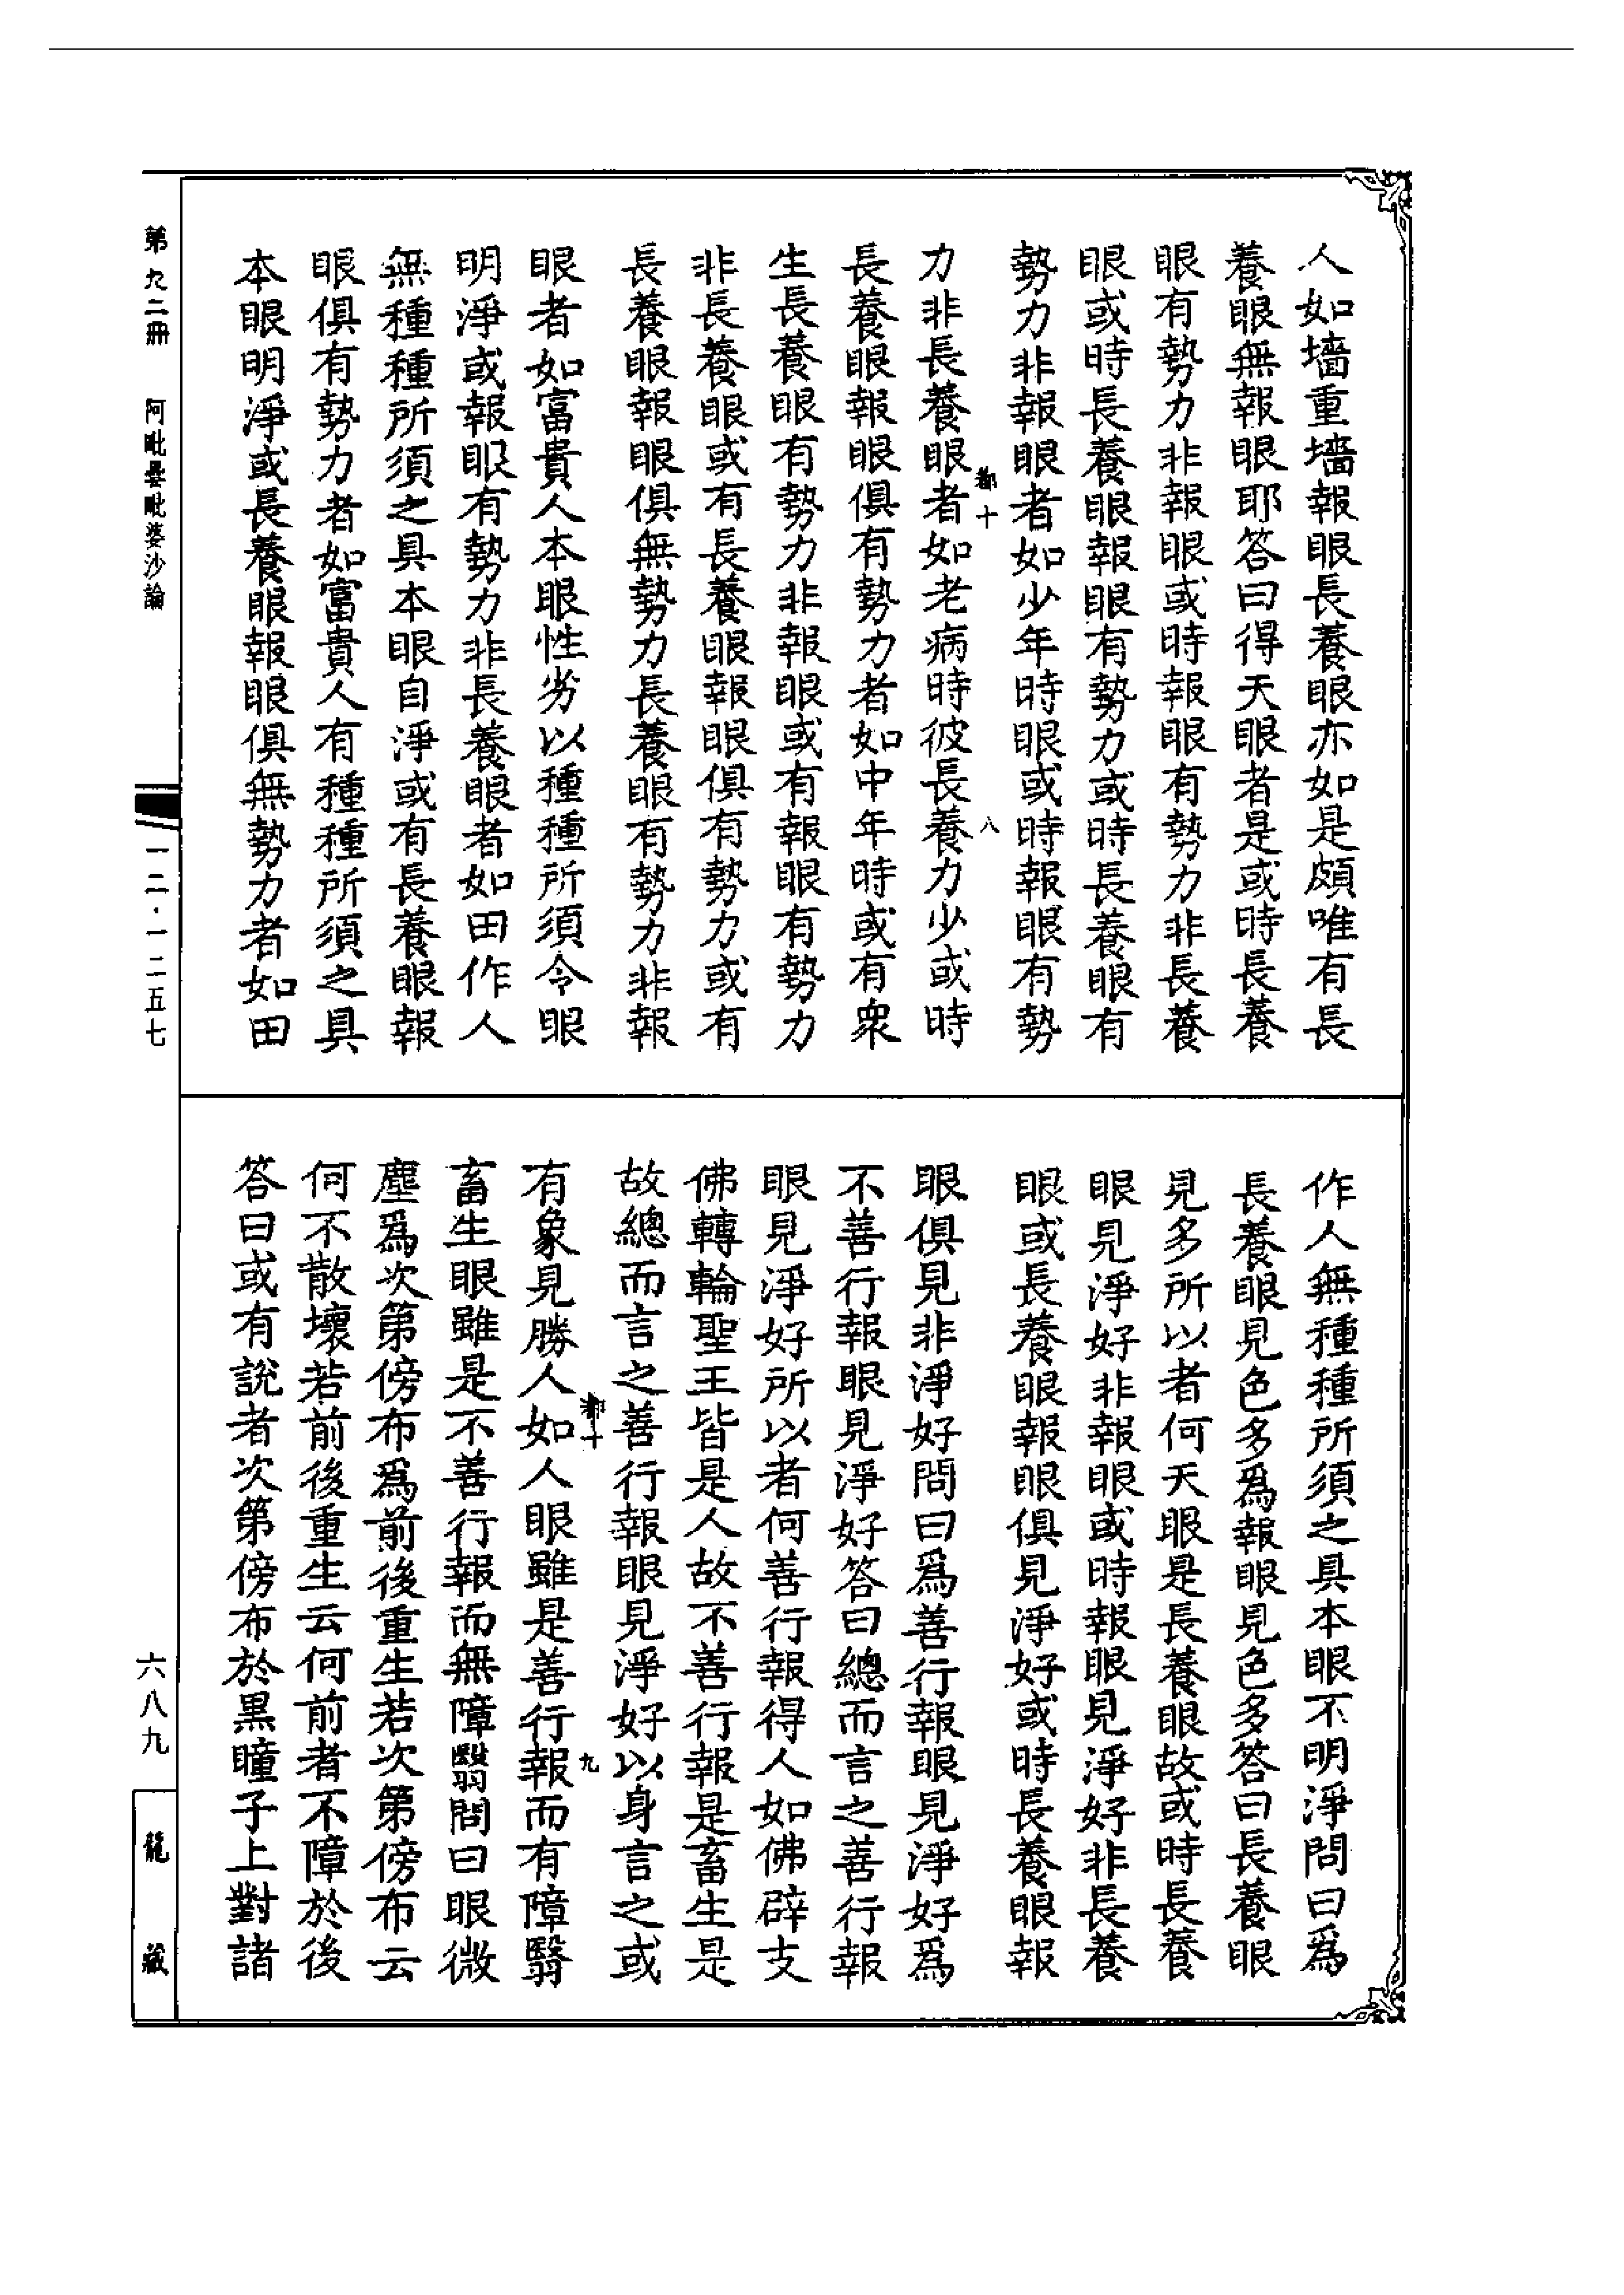 人如墻重墻報眼長養眼亦如是頗唯有長
養眼無報眼耶答曰得天眼者是或時長養
眼有勢力非報眼或時報眼有勢力非長養
眼或時長養眼報眼有勢力或時長養眼有
勢力非報眼者如少年時眼或時報眼有勢
力非長養眼者如老病時彼長養力少或時
長養眼報眼俱有勢力者如中年時或有衆
生長養眼有勢力非報眼或有報眼有勢力
非長養眼或有長養眼報眼俱有勢力或有
長養眼報眼俱無勢力長養眼有勢力非報
眼者如富貴人本眼性劣以種種所須令眼
明淨或報眼有勢力非長養眼者如田作人
無種種所須之具本眼自淨或有長養眼報
眼俱有勢力者如富貴人有種種所須之具
本眼明淨或長養眼報眼俱無勢力者如田
都十
八
作人無種種所須之具本眼不明淨問曰爲
長養眼見色多爲報眼見色多答曰長養眼
見多所以者何天眼是長養眼故或時長養
眼見淨好非報眼或時報眼見淨好非長養
眼或長養眼報眼俱見淨好或時長養眼報
眼俱見非淨好問曰爲善行報眼見淨好爲
不善行報眼見淨好答曰總而言之善行報
眼見淨好所以者何善行報得人如佛辟支
佛轉輪聖王皆是人故不善行報是畜生是
故總而言之善行報眼見淨好以身言之或
有象見勝人如人眼雖是善行報而有障翳
畜生眼雖是不善行報而無障翳問曰眼微
塵爲次第傍布爲前後重生若次第傍布云
何不散壞若前後重生云何前者不障於後
答曰或有說者次第傍布於黑瞳子上對諸
都十
九
第九二冊　阿毗曇毗婆沙論
一二·一二五七
六八九
龍藏